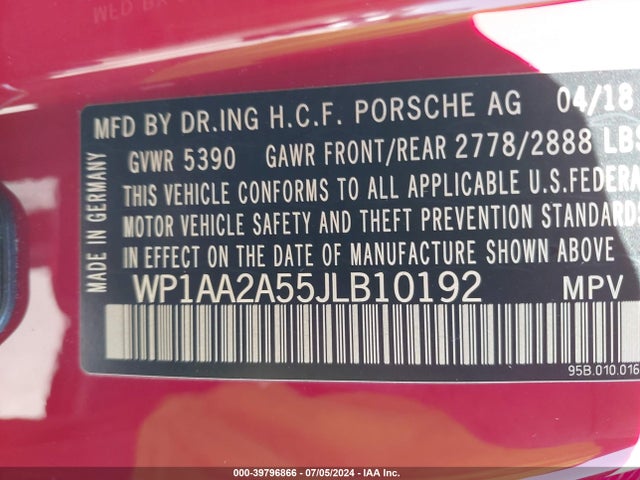 MFD BY DR.ING H.C.F. PORSCHE AG 04/18
GVWR 5390 GAWR FRONT/REAR 2778/2888 LBS
THIS VEHICLE CONFORMS TO ALL APPLICABLE U.S.FEDERA
MOTOR VEHICLE SAFETY AND THEFT PREVENTION STANDARD
IN EFFECT ON THE DATE OF MANUFACTURE SHOWN ABOVE.
WP1AA2A55JLB10192 MPV
95B.010.016
MADE IN GERMANY
000-39796866 | 07/05/2024 | IAA Inc.